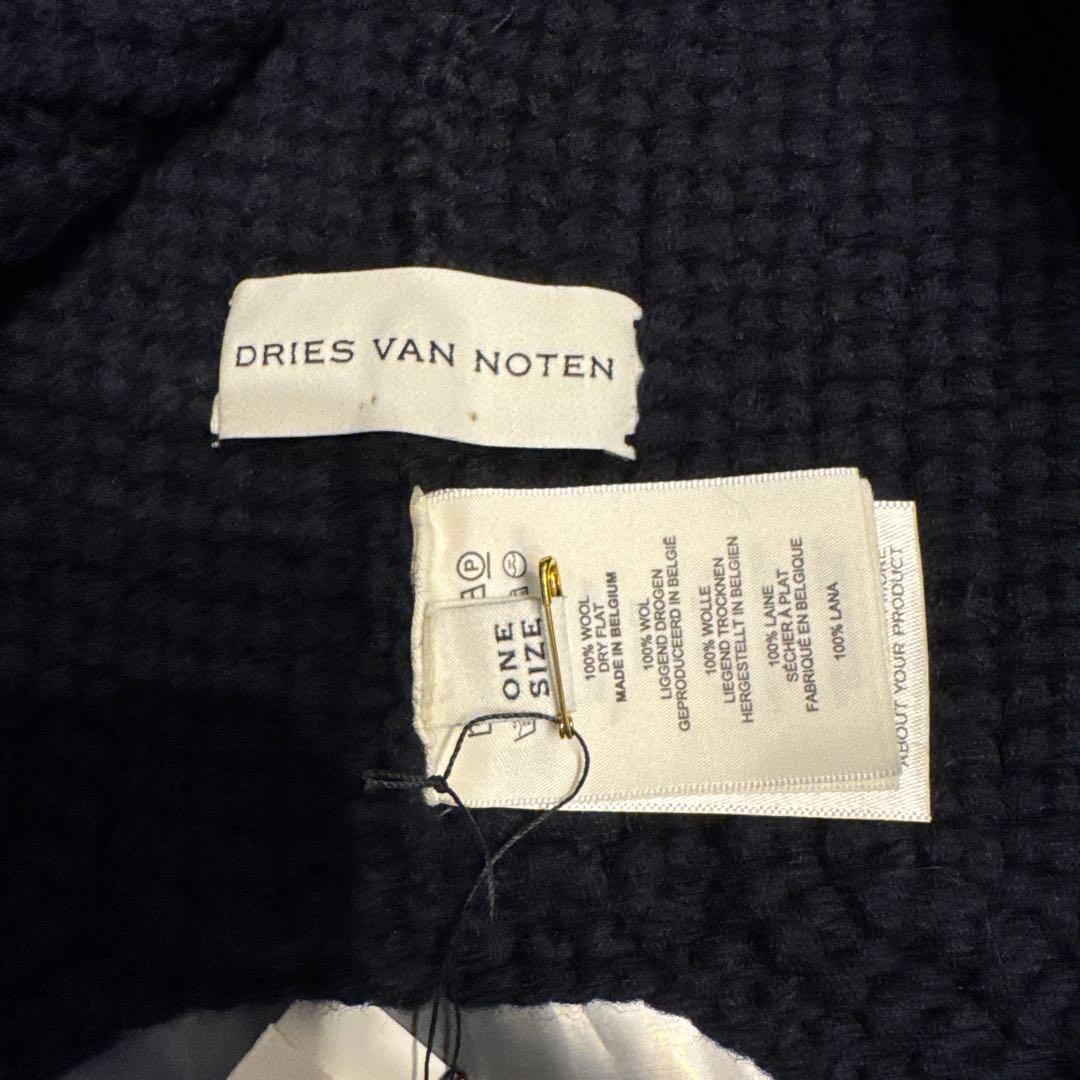 DRIES VAN NOTEN
P
ONE
SIZE
100% WOOL
DRY FLAT
MADE IN BELGIUM
100% WOL
LIGGEND DROGEN
GEPRODUCEERD IN BELGIË
100% WOLLE
LIEGEND TROCKNEN
HERGESTELLT IN BELGIEN
100% LAINE
SÉCHER À PLAT
FABRIQUÉ EN BELGIQUE
100% LANA
ABOUT YOUR PRODUCT